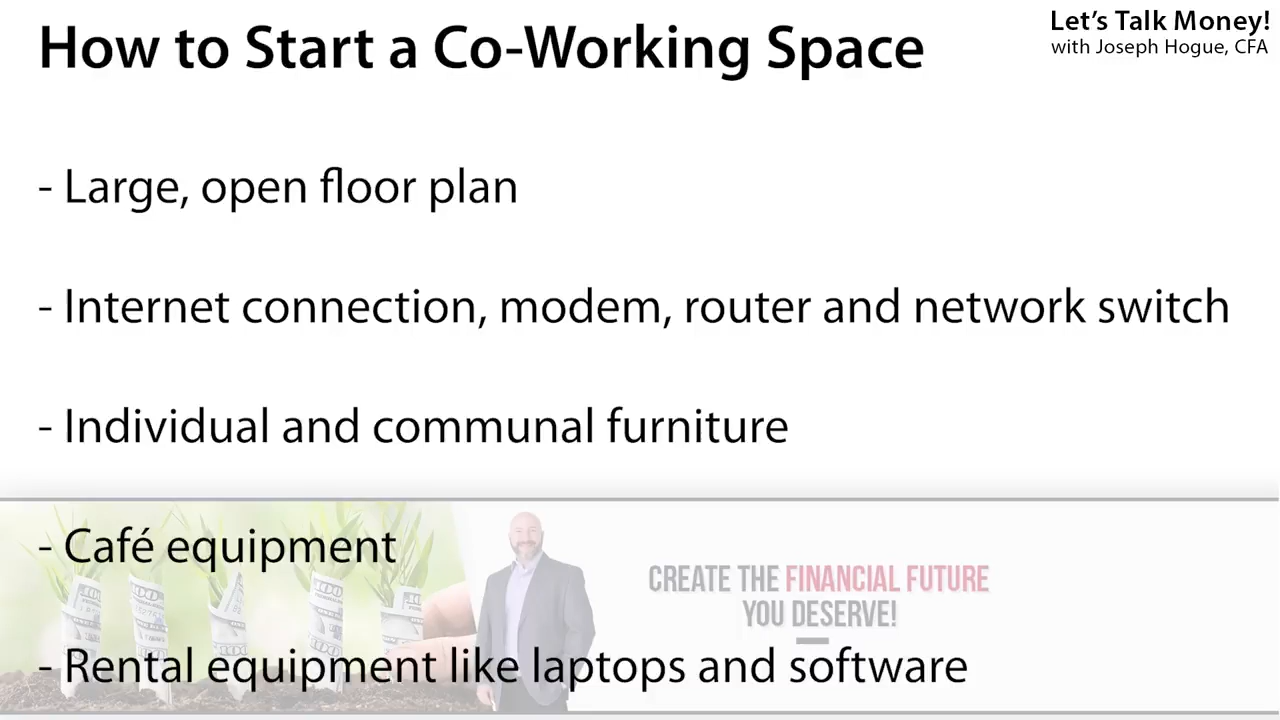 How to Start a Co-Working Space
Let's Talk Money!
with Joseph Hogue, CFA
- Large, open floor plan
- Internet connection, modem, router and network switch
- Individual and communal furniture
- Café equipment
CREATE THE FINANCIAL FUTURE
YOU DESERVE!
- Rental equipment like laptops and software